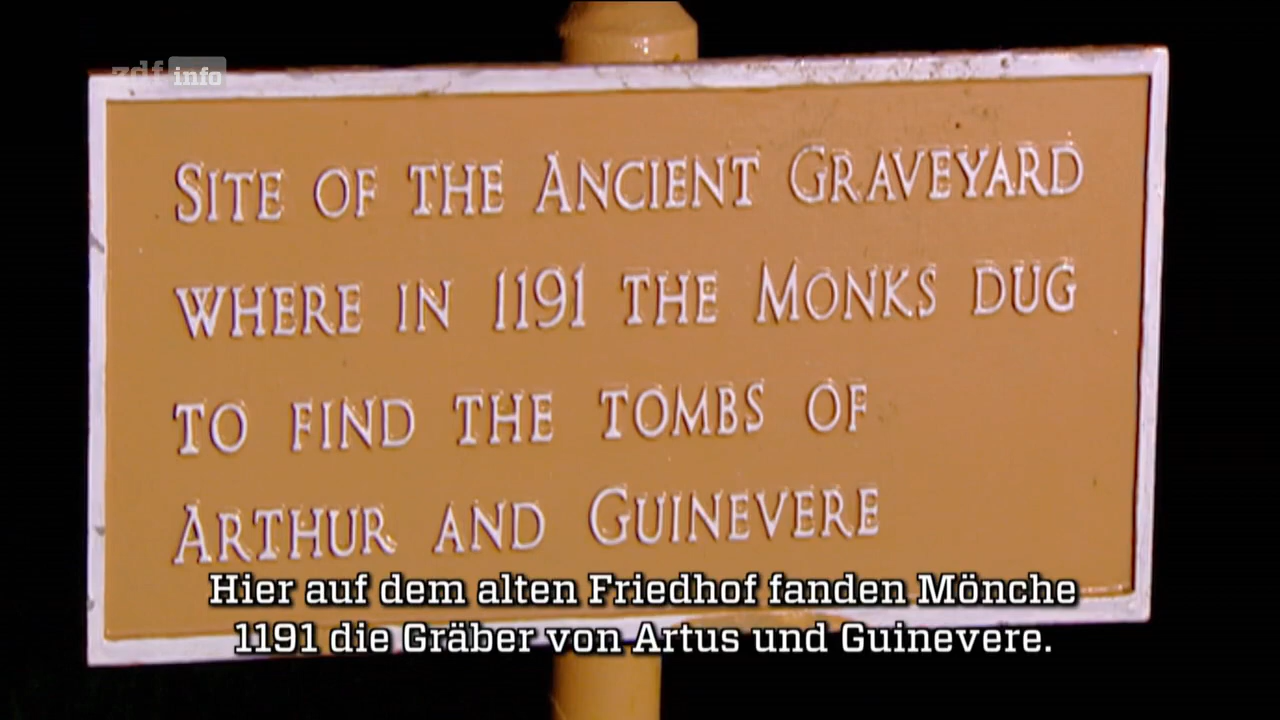 zdf info
SITE OF THE ANCIENT GRAVEYARD
WHERE IN 1191 THE MONKS DUG
TO FIND THE TOMBS OF
ARTHUR AND GUINEVERE
Hier auf dem alten Friedhof fanden Mönche
1191 die Gräber von Artus und Guinevere.